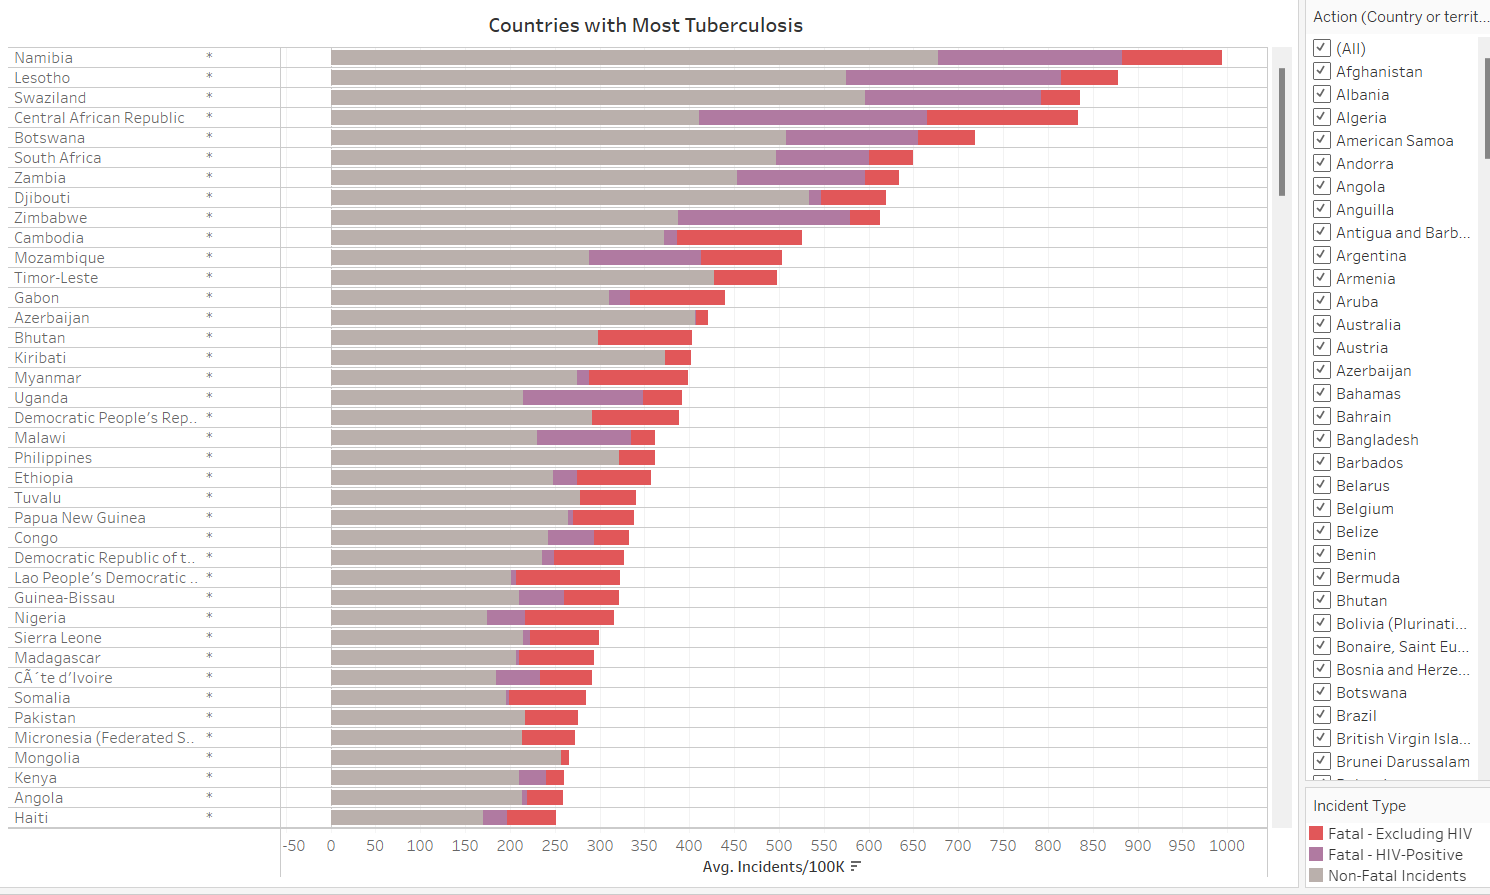 Countries with Most Tuberculosis
Namibia *
Lesotho *
Swaziland *
Central African Republic *
Botswana *
South Africa *
Zambia *
Djibouti *
Zimbabwe *
Cambodia *
Mozambique *
Timor-Leste *
Gabon *
Azerbaijan *
Bhutan *
Kiribati *
Myanmar *
Uganda *
Democratic People's Rep.. *
Malawi *
Philippines *
Ethiopia *
Tuvalu *
Papua New Guinea *
Congo *
Democratic Republic of t.. *
Lao People's Democratic .. *
Guinea-Bissau *
Nigeria *
Sierra Leone *
Madagascar *
CÃ´te d'Ivoire *
Somalia *
Pakistan *
Micronesia (Federated S.. *
Mongolia *
Kenya *
Angola *
Haiti *
-50 0 50 100 150 200 250 300 350 400 450 500 550 600 650 700 750 800 850 900 950 1000
Avg. Incidents/100K
Action (Country or territ...
(All)
Afghanistan
Albania
Algeria
American Samoa
Andorra
Angola
Anguilla
Antigua and Barb...
Argentina
Armenia
Aruba
Australia
Austria
Azerbaijan
Bahamas
Bahrain
Bangladesh
Barbados
Belarus
Belgium
Belize
Benin
Bermuda
Bhutan
Bolivia (Plurinati...
Bonaire, Saint Eu...
Bosnia and Herze...
Botswana
Brazil
British Virgin Isla...
Brunei Darussalam
Incident Type
Fatal - Excluding HIV
Fatal - HIV-Positive
Non-Fatal Incidents